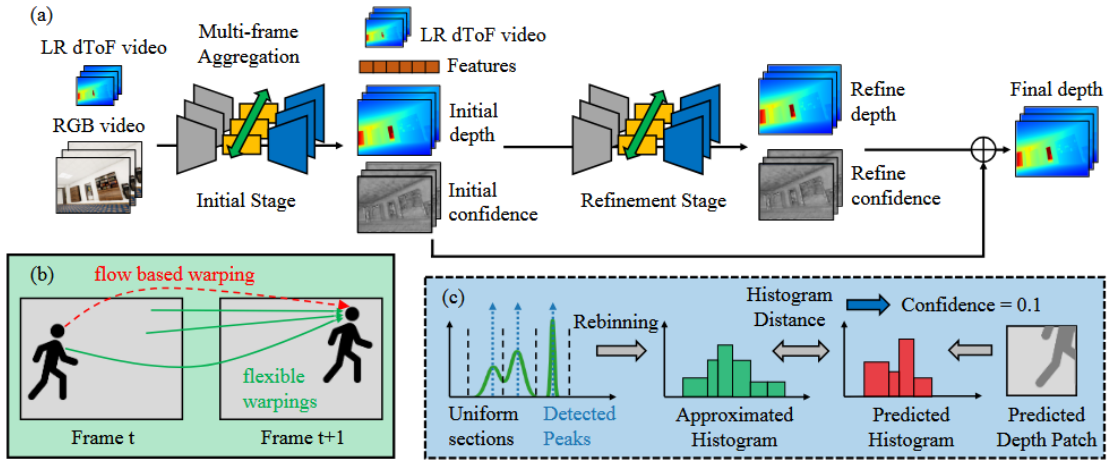 (a)
LR dToF video
RGB video
Multi-frame
Aggregation
Initial Stage
LR dToF video
Features
Initial
depth
Initial
confidence
Refinement Stage
Refine
depth
Refine
confidence
Final depth
(b)
flow based warping
flexible
warpings
Frame t
Frame t+1
(c)
Uniform
sections
Detected
Peaks
Rebinning
Approximated
Histogram
Histogram
Distance
Confidence = 0.1
Predicted
Histogram
Predicted
Depth Patch